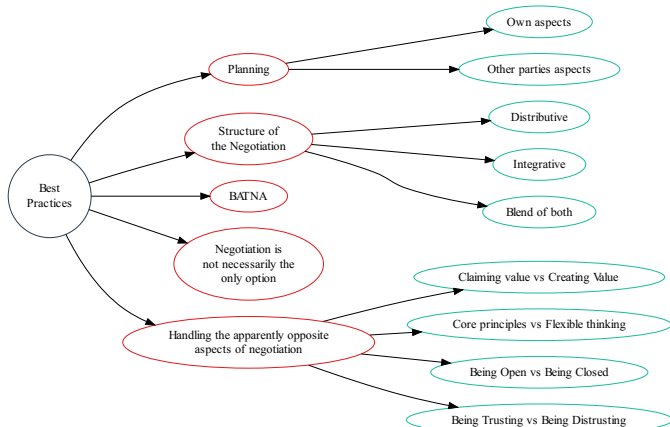 Own aspects
Planning
Other parties aspects
Structure of
the Negotiation
Distributive
Integrative
Blend of both
Best
Practices
BATNA
Negotiation is
not necessarily the
only option
Handling the apparently opposite
aspects of negotiation
Claiming value vs Creating Value
Core principles vs Flexible thinking
Being Open vs Being Closed
Being Trusting vs Being Distrusting